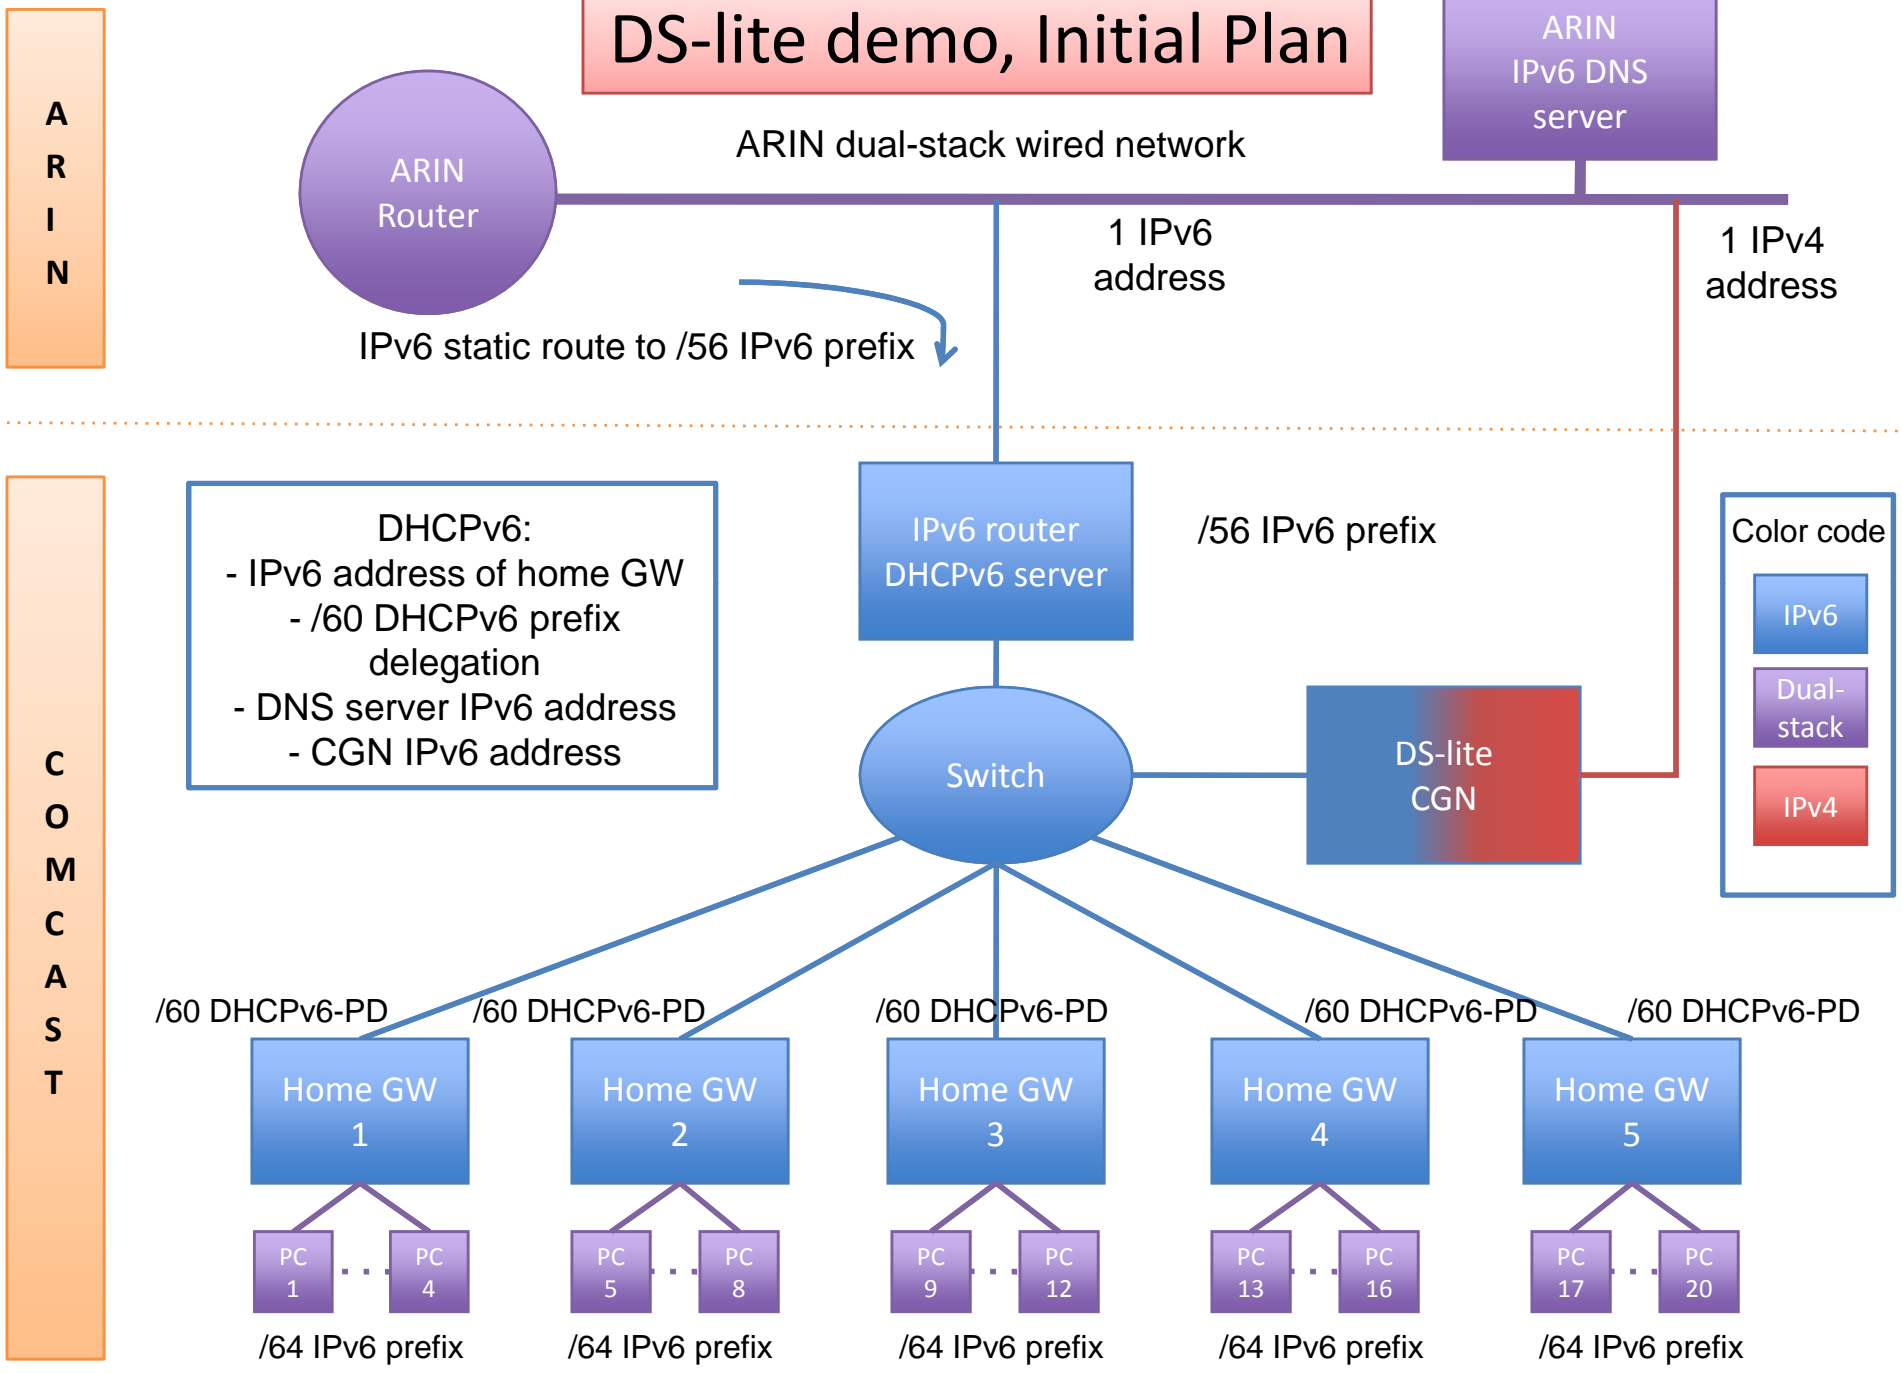 DS-lite demo, Initial Plan
ARIN
IPv6 DNS
server
A
R
I
N
ARIN
Router
ARIN dual-stack wired network
1 IPv6
address
1 IPv4
address
IPv6 static route to /56 IPv6 prefix
C
O
M
C
A
S
T
DHCPv6:
- IPv6 address of home GW
- /60 DHCPv6 prefix
delegation
- DNS server IPv6 address
- CGN IPv6 address
IPv6 router
DHCPv6 server
/56 IPv6 prefix
Color code
IPv6
Dual-
stack
IPv4
Switch
DS-lite
CGN
/60 DHCPv6-PD
/60 DHCPv6-PD
/60 DHCPv6-PD
/60 DHCPv6-PD
/60 DHCPv6-PD
Home GW
1
Home GW
2
Home GW
3
Home GW
4
Home GW
5
PC
1
PC
4
PC
5
PC
8
PC
9
PC
12
PC
13
PC
16
PC
17
PC
20
/64 IPv6 prefix
/64 IPv6 prefix
/64 IPv6 prefix
/64 IPv6 prefix
/64 IPv6 prefix